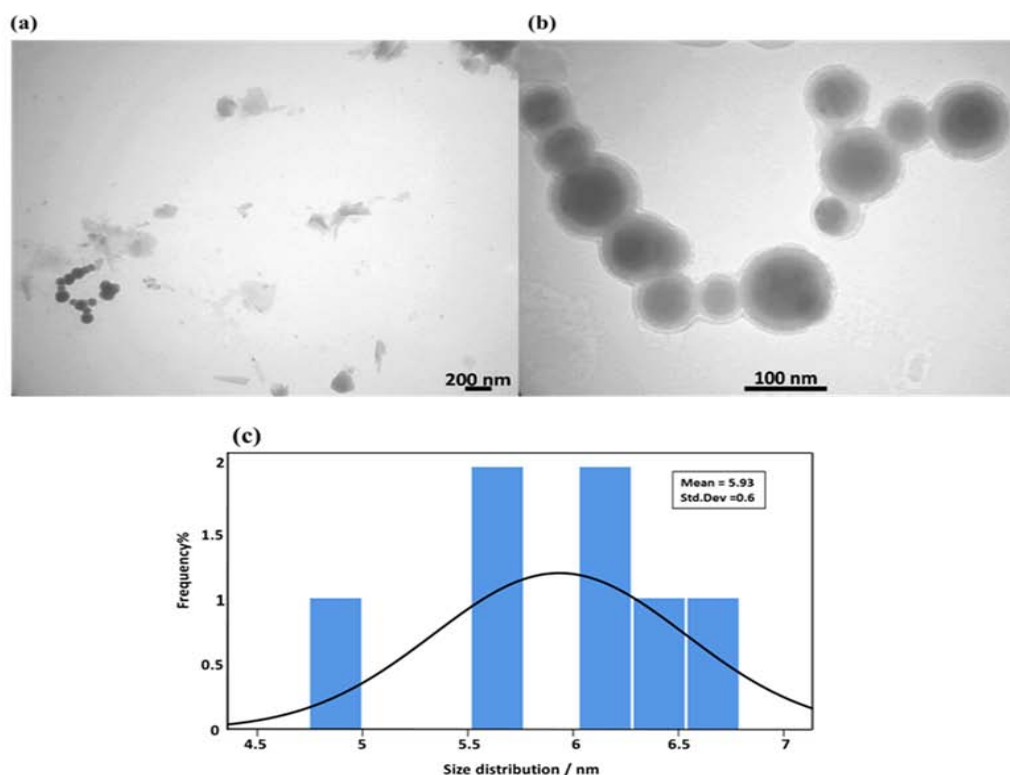 (a)
(b)
200 nm
100 nm
(c)
2
1.5
1
0.5
0
Frequency%
Mean = 5.93
Std.Dev =0.6
4.5 5 5.5 6 6.5 7
Size distribution / nm